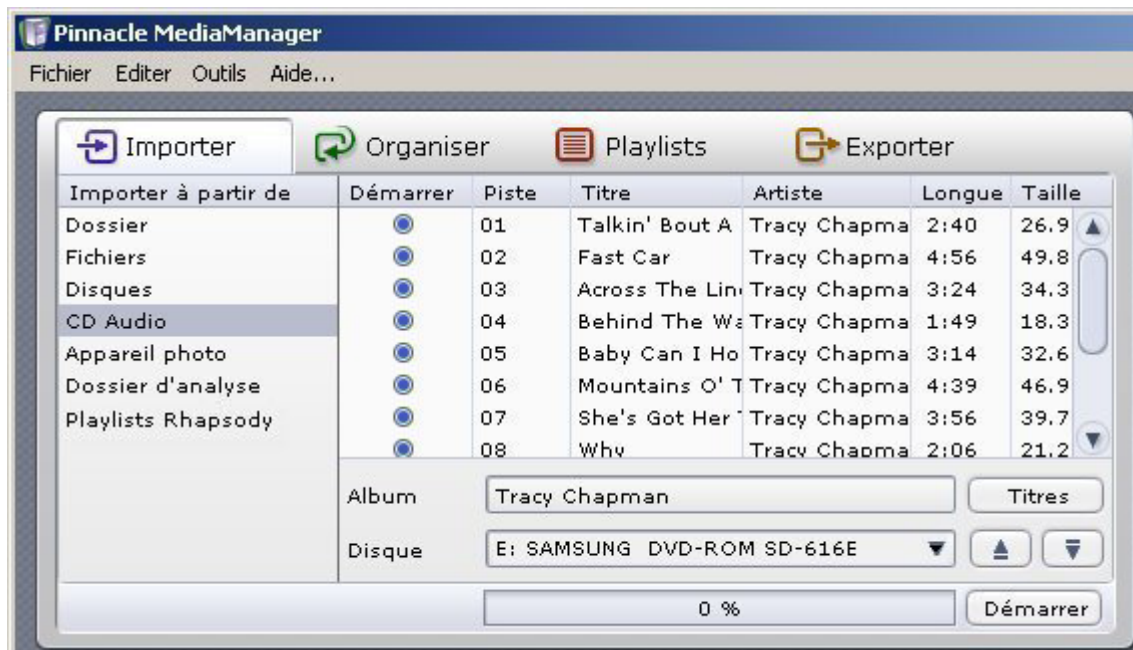 Pinnacle MediaManager
Fichier Editer Outils Aide...
Importer Organiser Playlists Exporter
Importer à partir de Démarrer Piste Titre Artiste Longue Taille
Dossier 01 Talkin' Bout A Tracy Chapma 2:40 26.9
Fichiers 02 Fast Car Tracy Chapma 4:56 49.8
Disques 03 Across The Lin Tracy Chapma 3:24 34.3
CD Audio 04 Behind The Wa Tracy Chapma 1:49 18.3
Appareil photo 05 Baby Can I Ho Tracy Chapma 3:14 32.6
Dossier d'analyse 06 Mountains O' T Tracy Chapma 4:39 46.9
Playlists Rhapsody 07 She's Got Her Tracy Chapma 3:56 39.7
08 Why Tracy Chapma 2:06 21.2
Album Tracy Chapman Titres
Disque E: SAMSUNG DVD-ROM SD-616E
0 % Démarrer